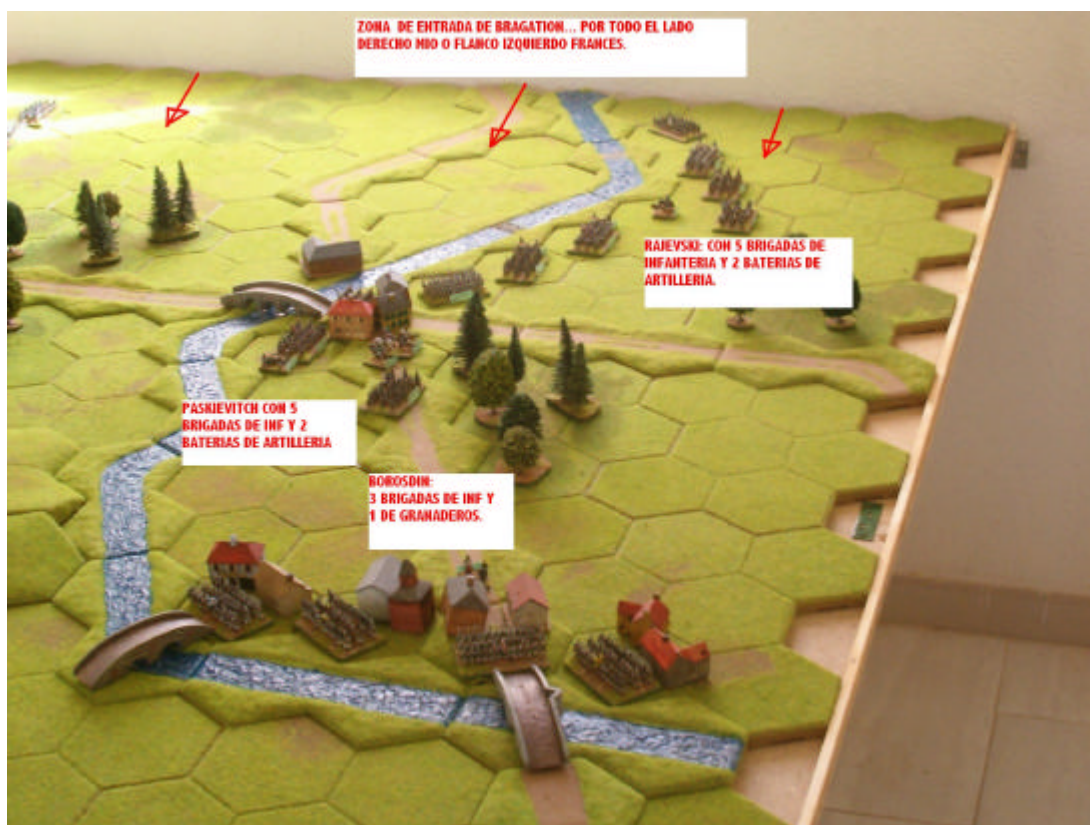 ZONA DE ENTRADA DE BRAGATION... POR TODO EL LADO
DERECHO MIO O FLANCO IZQUIERDO FRANCES.
RAJEVSKI: CON 5 BRIGADAS DE
INFANTERIA Y 2 BATERIAS DE
ARTILLERIA.
PASKIEVITCH CON 5
BRIGADAS DE INF Y 2
BATERIAS DE ARTILLERIA
BOROSDIN:
3 BRIGADAS DE INF Y
1 DE GRANADEROS.